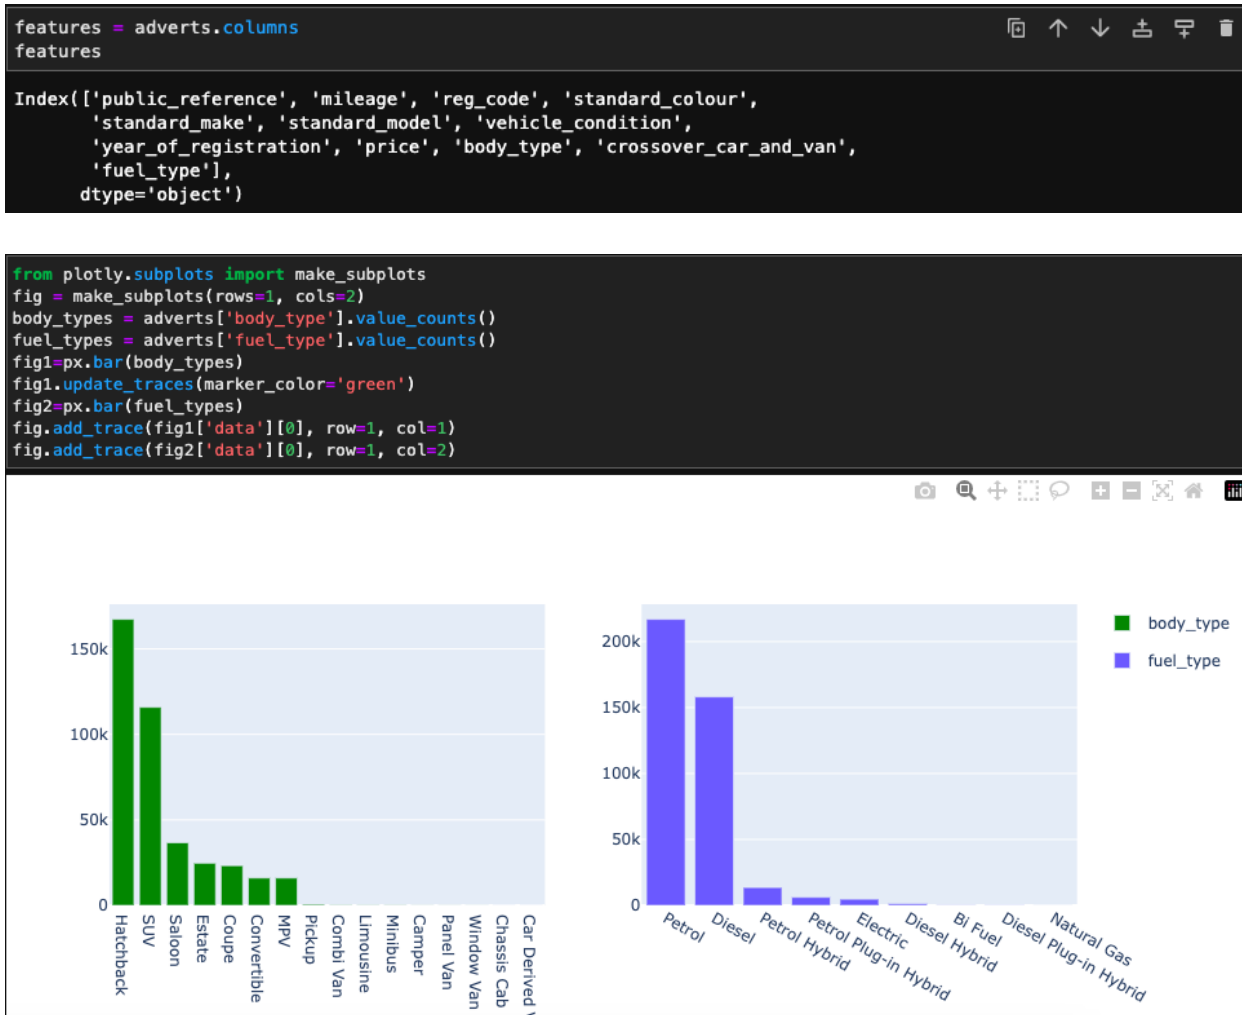 features = adverts.columns
features
Index(['public_reference', 'mileage', 'reg_code', 'standard_colour',
'standard_make', 'standard_model', 'vehicle_condition',
'year_of_registration', 'price', 'body_type', 'crossover_car_and_van',
'fuel_type'],
dtype='object')
from plotly.subplots import make_subplots
fig = make_subplots(rows=1, cols=2)
body_types = adverts['body_type'].value_counts()
fuel_types = adverts['fuel_type'].value_counts()
fig1=px.bar(body_types)
fig1.update_traces(marker_color='green')
fig2=px.bar(fuel_types)
fig.add_trace(fig1['data'][0], row=1, col=1)
fig.add_trace(fig2['data'][0], row=1, col=2)
150k
100k
50k
0
Hatchback
SUV
Saloon
Estate
Coupe
Convertible
MPV
Pickup
Combi Van
Limousine
Minibus
Camper
Panel Van
Window Van
Chassis Cab
Car Derived
200k
150k
100k
50k
0
Petrol
Diesel
Petrol Hybrid
Petrol Plug-in Hybrid
Electric
Diesel Hybrid
Bi Fuel
Diesel Plug-in Hybrid
Natural Gas
body_type
fuel_type